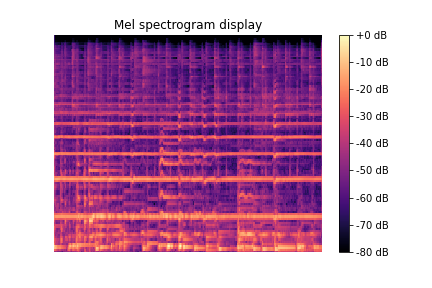 Mel spectrogram display
+0 dB
-10 dB
-20 dB
-30 dB
-40 dB
-50 dB
-60 dB
-70 dB
-80 dB